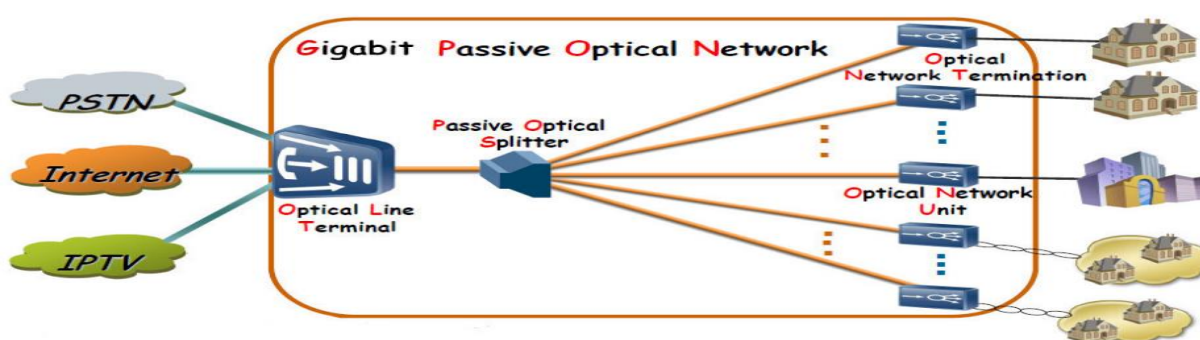 Gigabit Passive Optical Network
PSTN
Internet
IPTV
Optical Line
Terminal
Passive Optical
Splitter
Optical
Network Termination
Optical Network
Unit